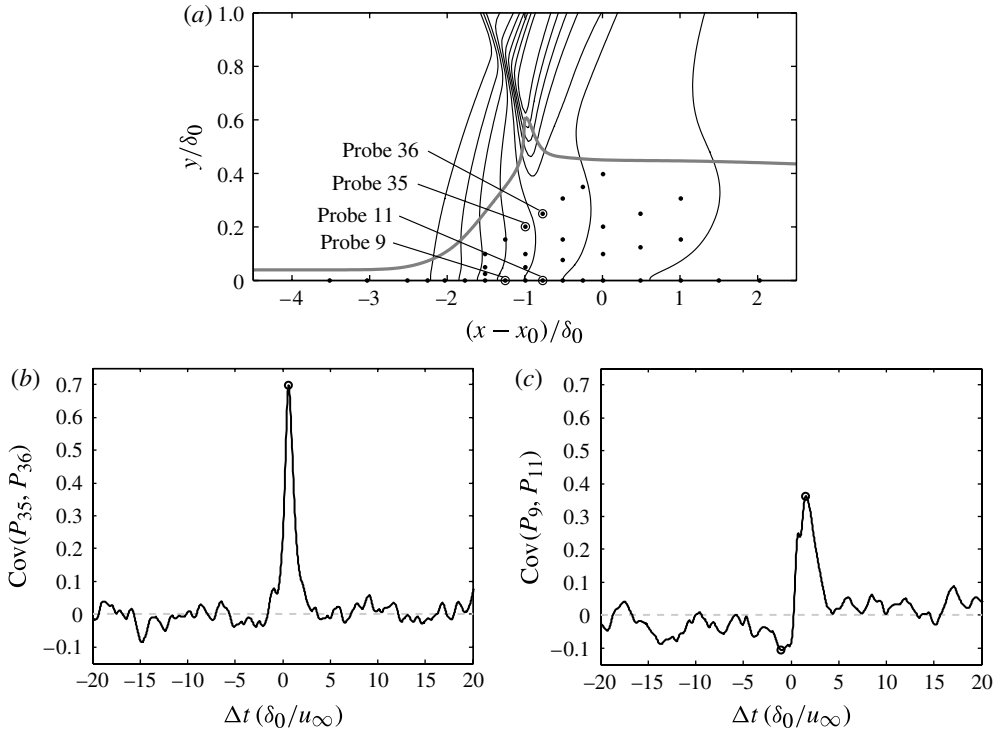 (a)
1.0
0.8
0.6
0.4
0.2
0
y/δ₀
Probe 36
Probe 35
Probe 11
Probe 9
−4 −3 −2 −1 0 1 2
(x − x₀)/δ₀
(b)
0.7
0.6
0.5
0.4
0.3
0.2
0.1
0
−0.1
Cov(P₃₅, P₃₆)
−20 −15 −10 −5 0 5 10 15 20
Δt (δ₀/u∞)
(c)
0.7
0.6
0.5
0.4
0.3
0.2
0.1
0
−0.1
Cov(P₉, P₁₁)
−20 −15 −10 −5 0 5 10 15 20
Δt (δ₀/u∞)